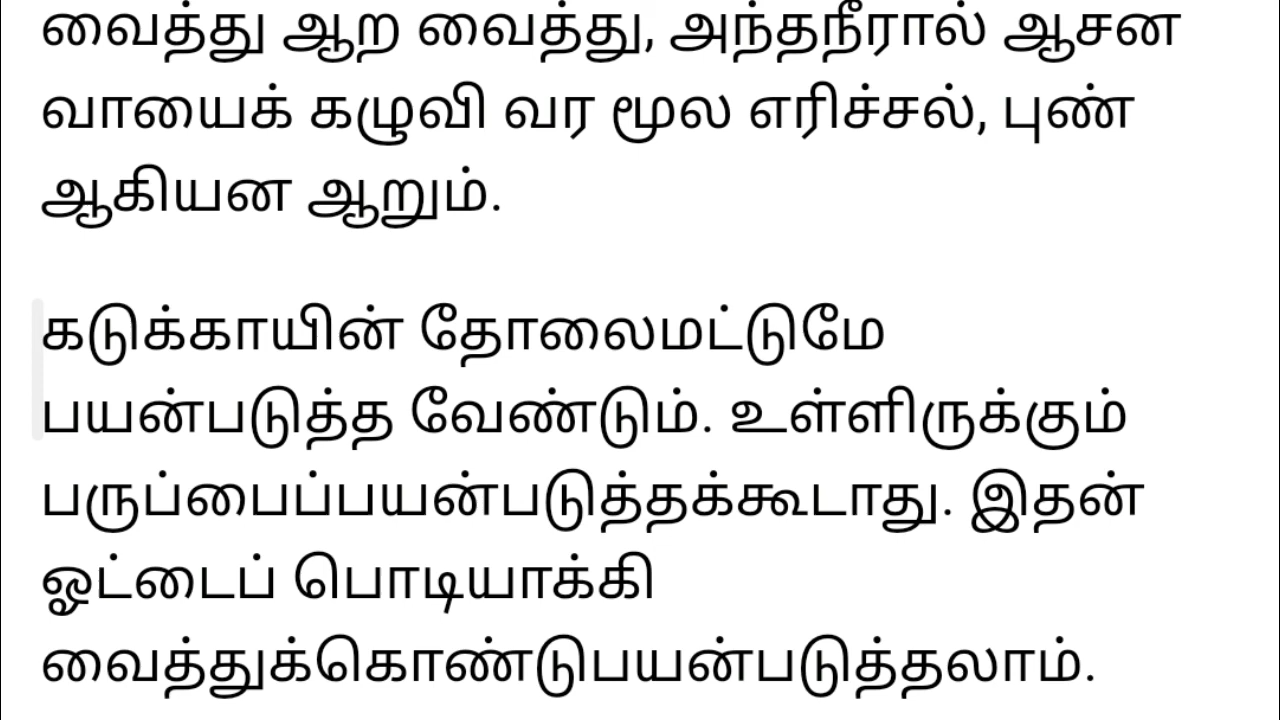 வைத்து ஆற வைத்து, அந்தநீரால் ஆசன
வாயைக் கழுவி வர மூல எரிச்சல், புண்
ஆகியன ஆறும்.
கடுக்காயின் தோலைமட்டுமே
பயன்படுத்த வேண்டும். உள்ளிருக்கும்
பருப்பைப்பயன்படுத்தக்கூடாது. இதன்
ஓட்டைப் பொடியாக்கி
வைத்துக்கொண்டுபயன்படுத்தலாம்.